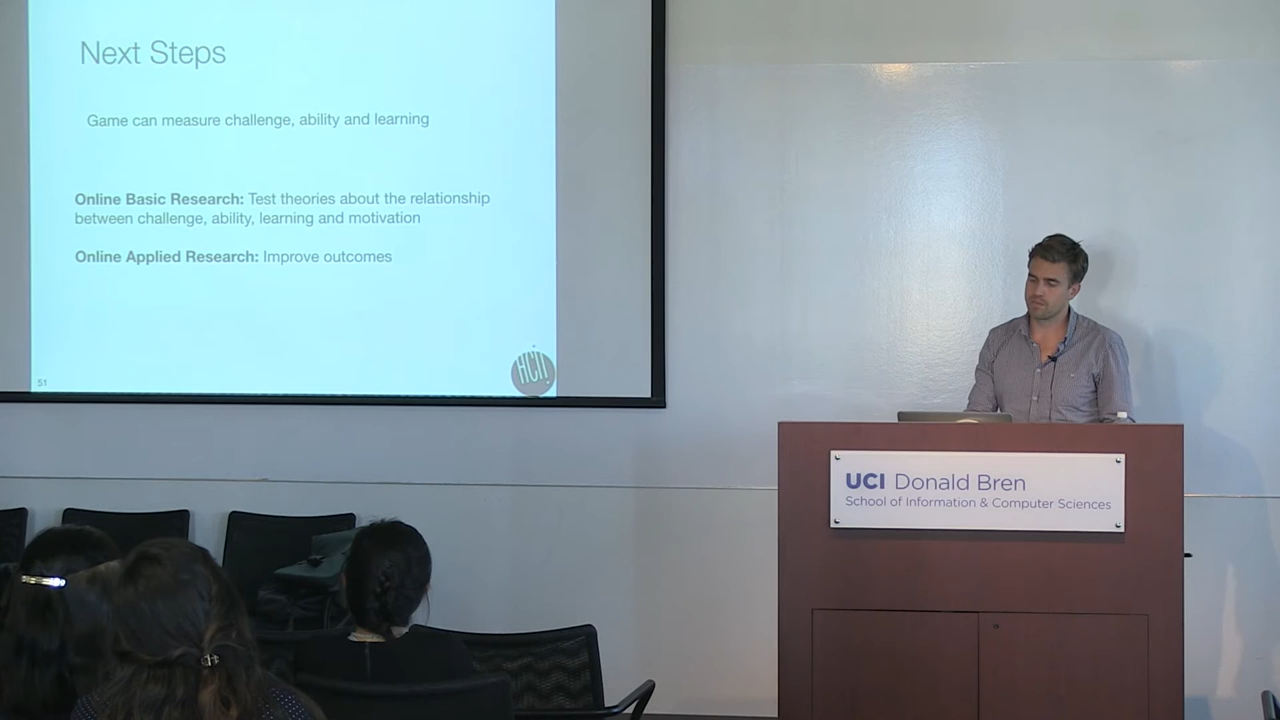 Next Steps
Game can measure challenge, ability and learning
Online Basic Research: Test theories about the relationship
between challenge, ability, learning and motivation
Online Applied Research: Improve outcomes
51
HCII
UCI Donald Bren
School of Information & Computer Sciences